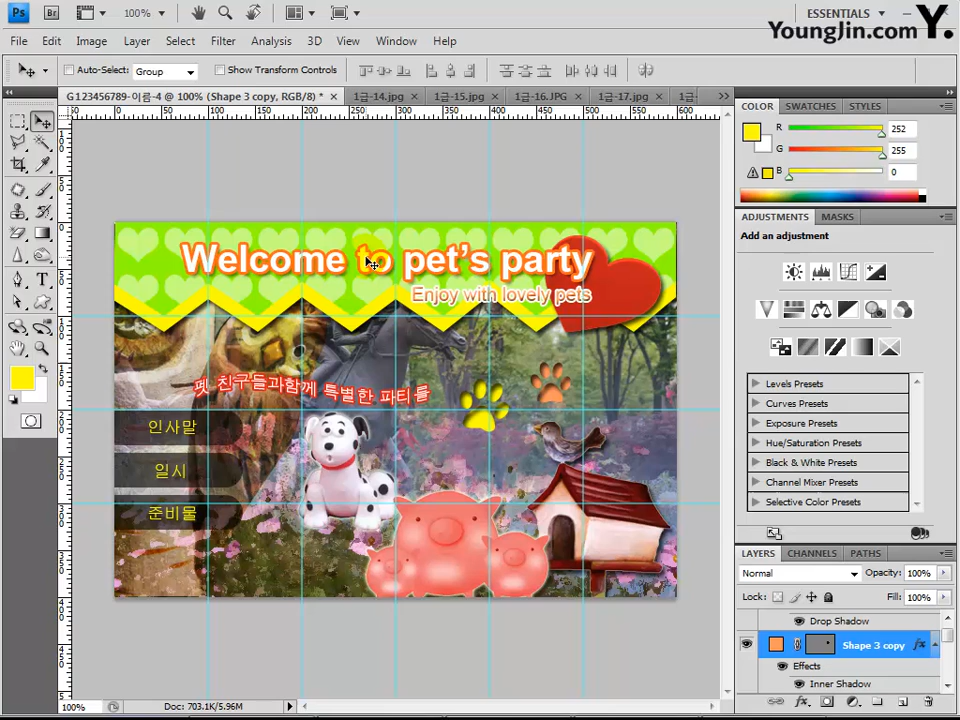 Ps Br 100%
ESSENTIALS
YoungJin.com Y.
File Edit Image Layer Select Filter Analysis 3D View Window Help
Auto-Select: Group Show Transform Controls
G123456789-이름-4 @ 100% (Shape 3 copy, RGB/8) * × 1급-14.jpg × 1급-15.jpg × 1급-16.JPG × 1급-17.jpg × 1급-
COLOR SWATCHES STYLES
R 252
G 255
B 0
ADJUSTMENTS MASKS
Add an adjustment
Welcome to pet's party
Enjoy with lovely pets
펫 친구들과함께 특별한 파티를
인사말
일시
준비물
Levels Presets
Curves Presets
Exposure Presets
Hue/Saturation Presets
Black & White Presets
Channel Mixer Presets
Selective Color Presets
LAYERS CHANNELS PATHS
Normal Opacity: 100%
Lock: Fill: 100%
Drop Shadow
Shape 3 copy fx
Effects
Inner Shadow
100% Doc: 703.1K/5.96M